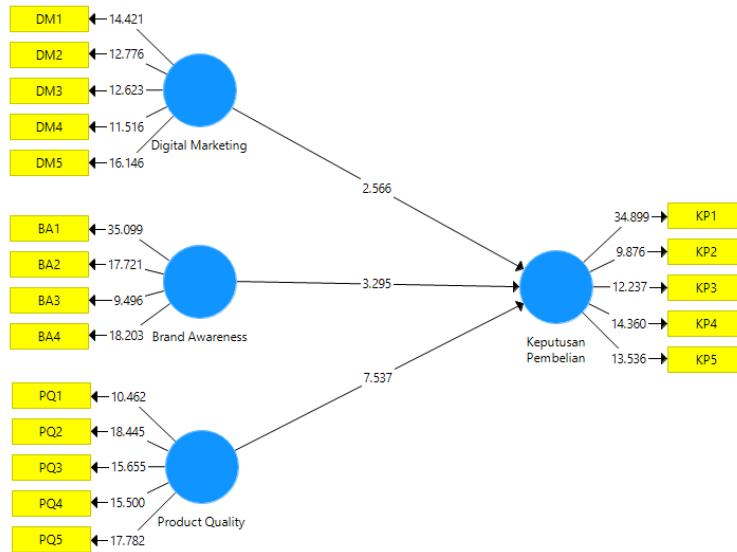 DM1 14.421
DM2 12.776
DM3 12.623
DM4 11.516
DM5 16.146
Digital Marketing
2.566
BA1 35.099
BA2 17.721
BA3 9.496
BA4 18.203
Brand Awareness
3.295
PQ1 10.462
PQ2 18.445
PQ3 15.655
PQ4 15.500
PQ5 17.782
Product Quality
7.537
34.899 KP1
9.876 KP2
12.237 KP3
14.360 KP4
13.536 KP5
Keputusan
Pembelian